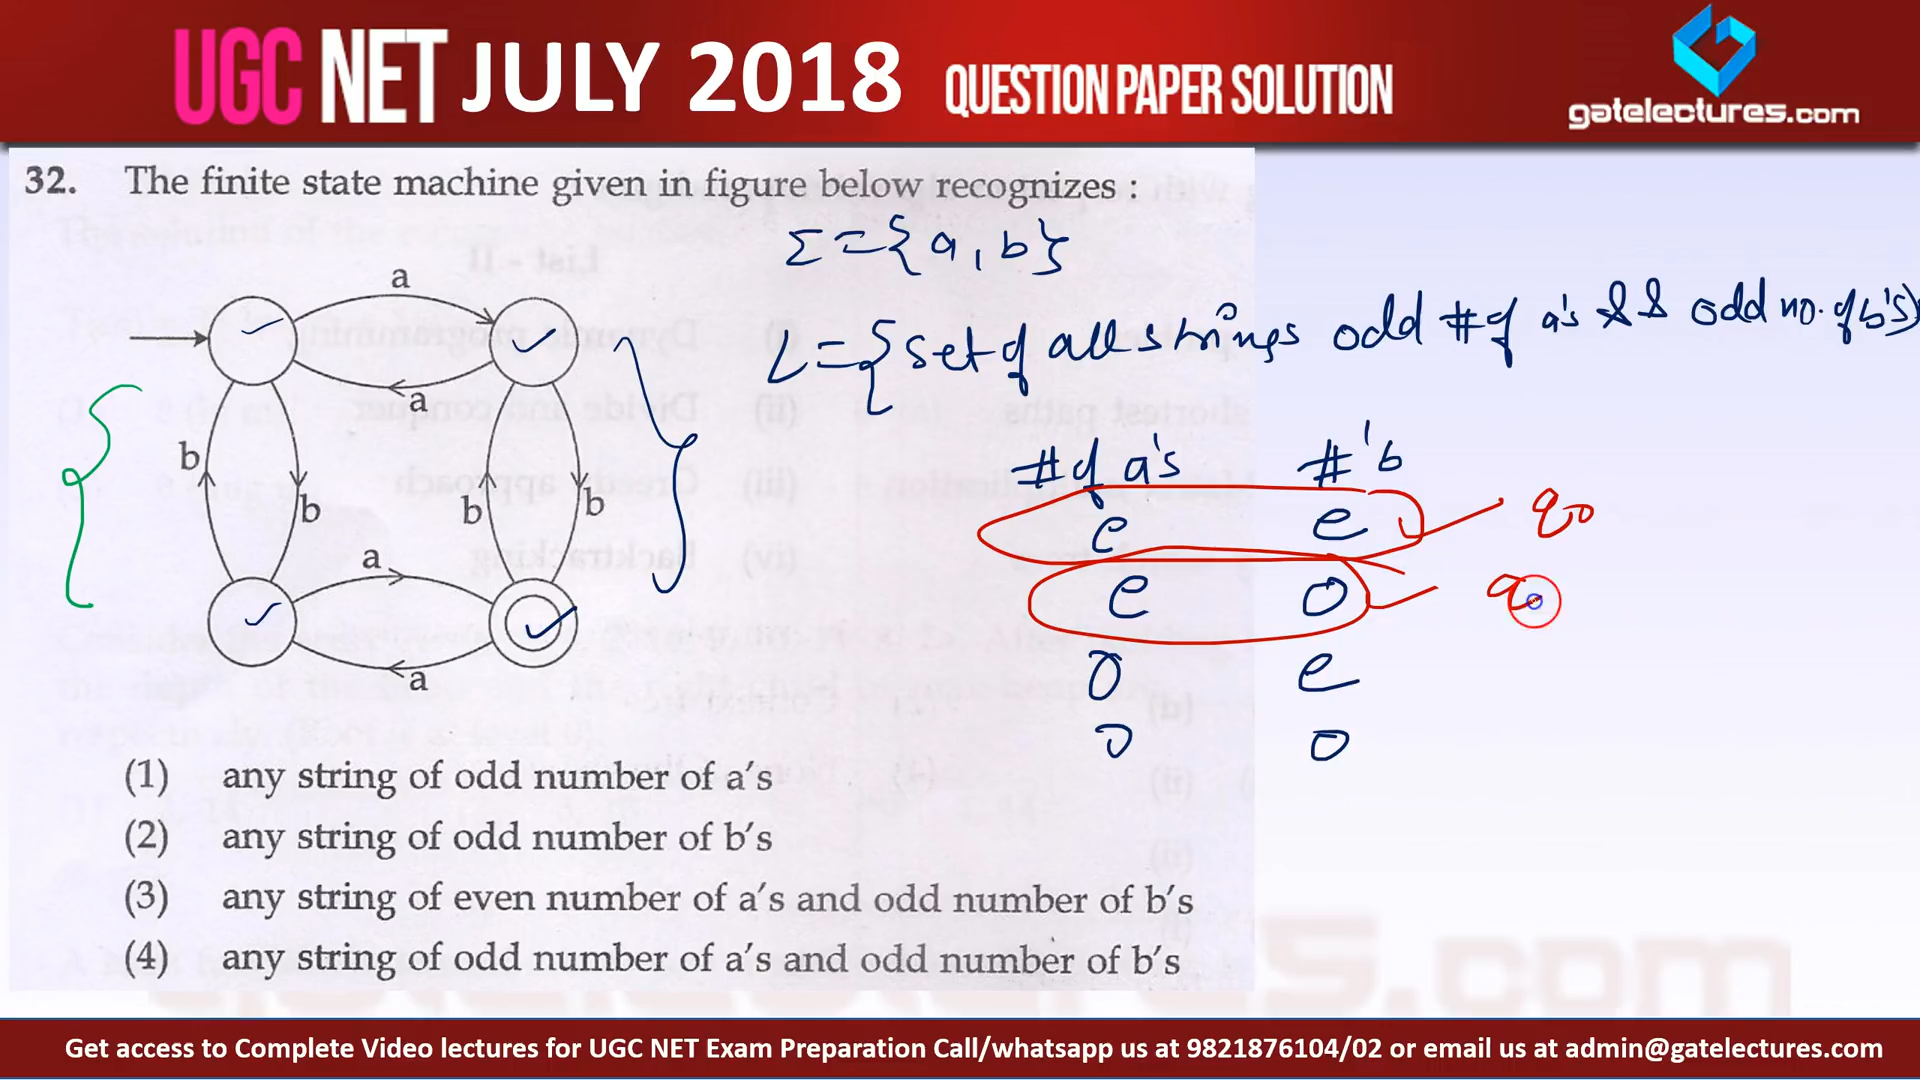 UGC NET JULY 2018 QUESTION PAPER SOLUTION
gatelectures.com
32. The finite state machine given in figure below recognizes :
Σ = {a, b}
L = { set of all strings odd # of a's && odd no. of b's}
a
a
b
b
b
b
a
a
# of a's #'b
e e q0
e o q
o e
o o
(1) any string of odd number of a's
(2) any string of odd number of b's
(3) any string of even number of a's and odd number of b's
(4) any string of odd number of a's and odd number of b's
Get access to Complete Video lectures for UGC NET Exam Preparation Call/whatsapp us at 9821876104/02 or email us at admin@gatelectures.com